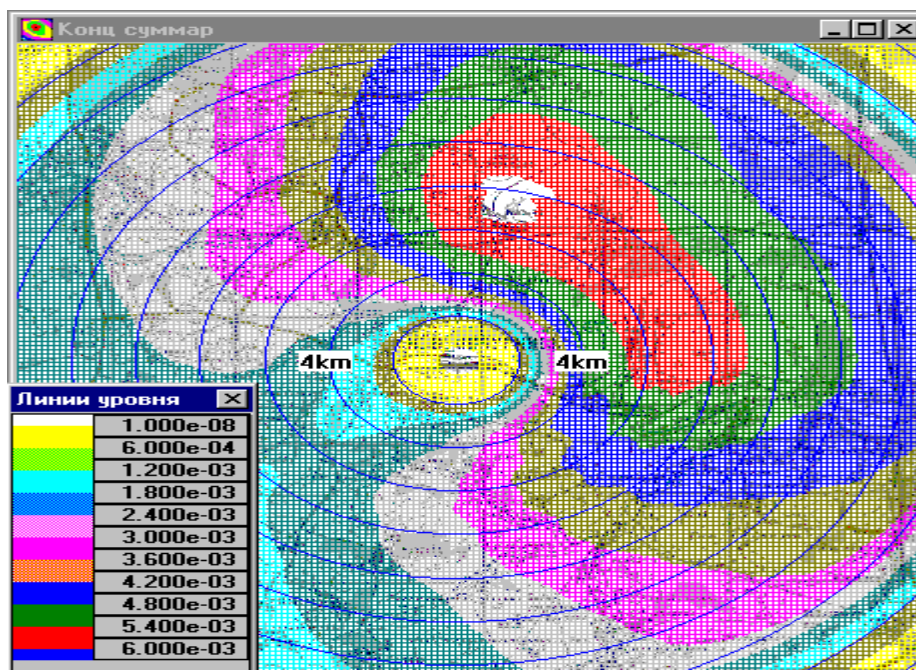 Конц суммар
4km 4km
Линии уровня
1.000e-08
6.000e-04
1.200e-03
1.800e-03
2.400e-03
3.000e-03
3.600e-03
4.200e-03
4.800e-03
5.400e-03
6.000e-03